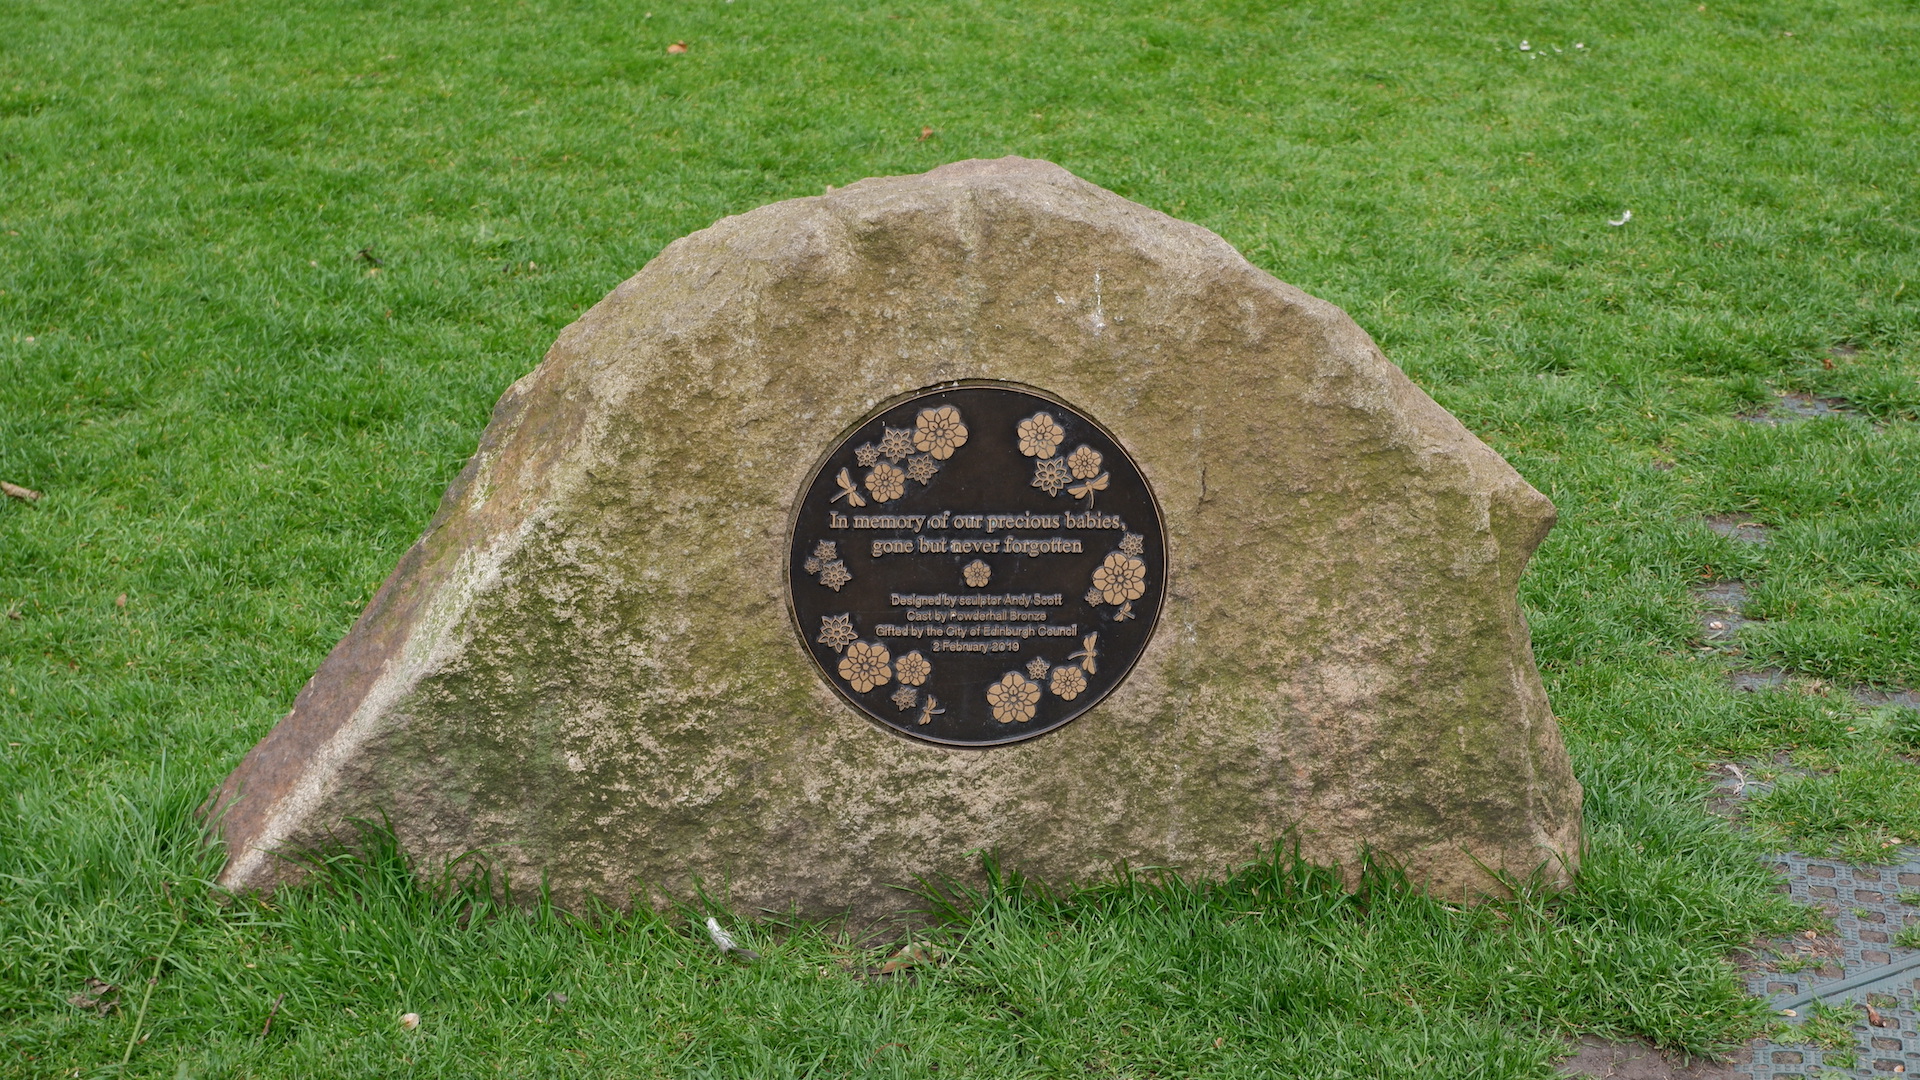 In memory of our precious babies,
gone but never forgotten
Designed by sculptor Andy Scott
Cast by Powderhall Bronze
Gifted by the City of Edinburgh Council
2 February 2019